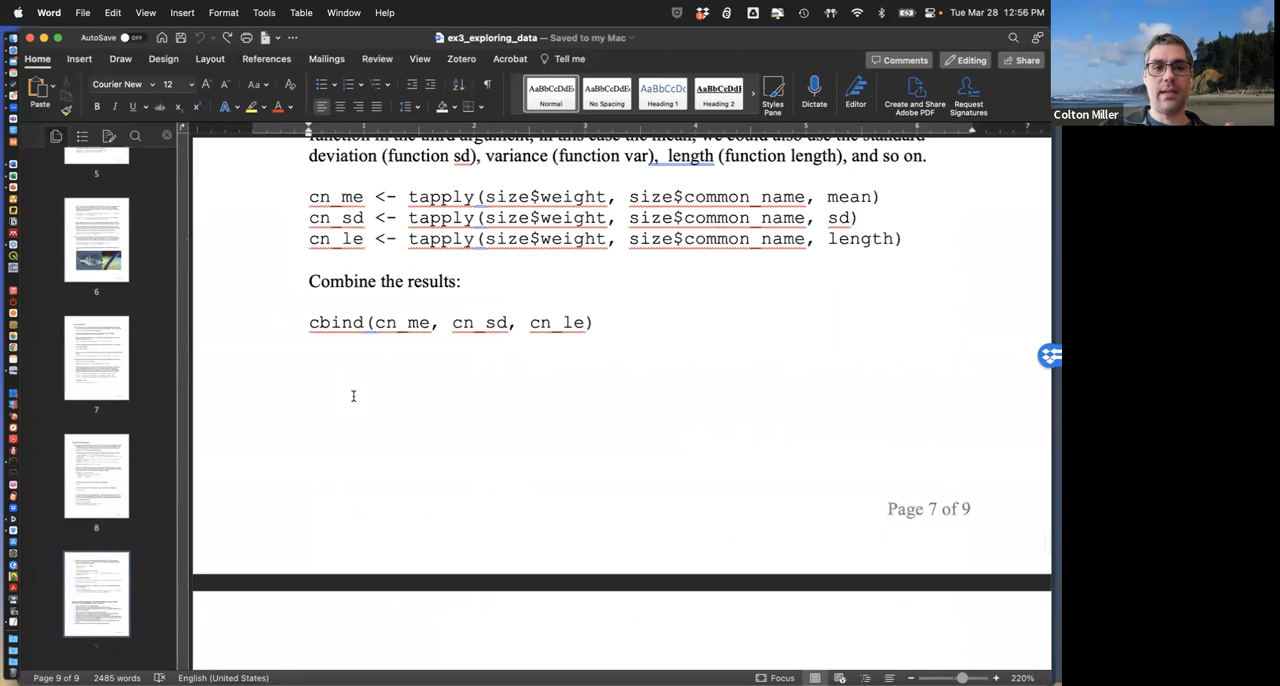 Word File Edit View Insert Format Tools Table Window Help
Tue Mar 28 12:56 PM
AutoSave OFF
ex3_exploring_data — Saved to my Mac
Home Insert Draw Design Layout References Mailings Review View Zotero Acrobat Tell me
Comments Editing Share
Paste
Courier New 12
AaBbCcDdE AaBbCcDdE AaBbCcDc AaBbCcDdE
Normal No Spacing Heading 1 Heading 2
Styles Pane
Dictate
Editor
Create and Share Adobe PDF
Request Signatures
Colton Miller
deviation (function sd), variance (function var), length (function length), and so on.
cn_me <- tapply(size$weight, size$common_name, mean)
cn_sd <- tapply(size$weight, size$common_name, sd)
cn_le <- tapply(size$weight, size$common_name, length)
Combine the results:
cbind(cn_me, cn_sd, cn_le)
Page 7 of 9
5
6
7
8
9
Page 9 of 9 2485 words English (United States) Focus 220%